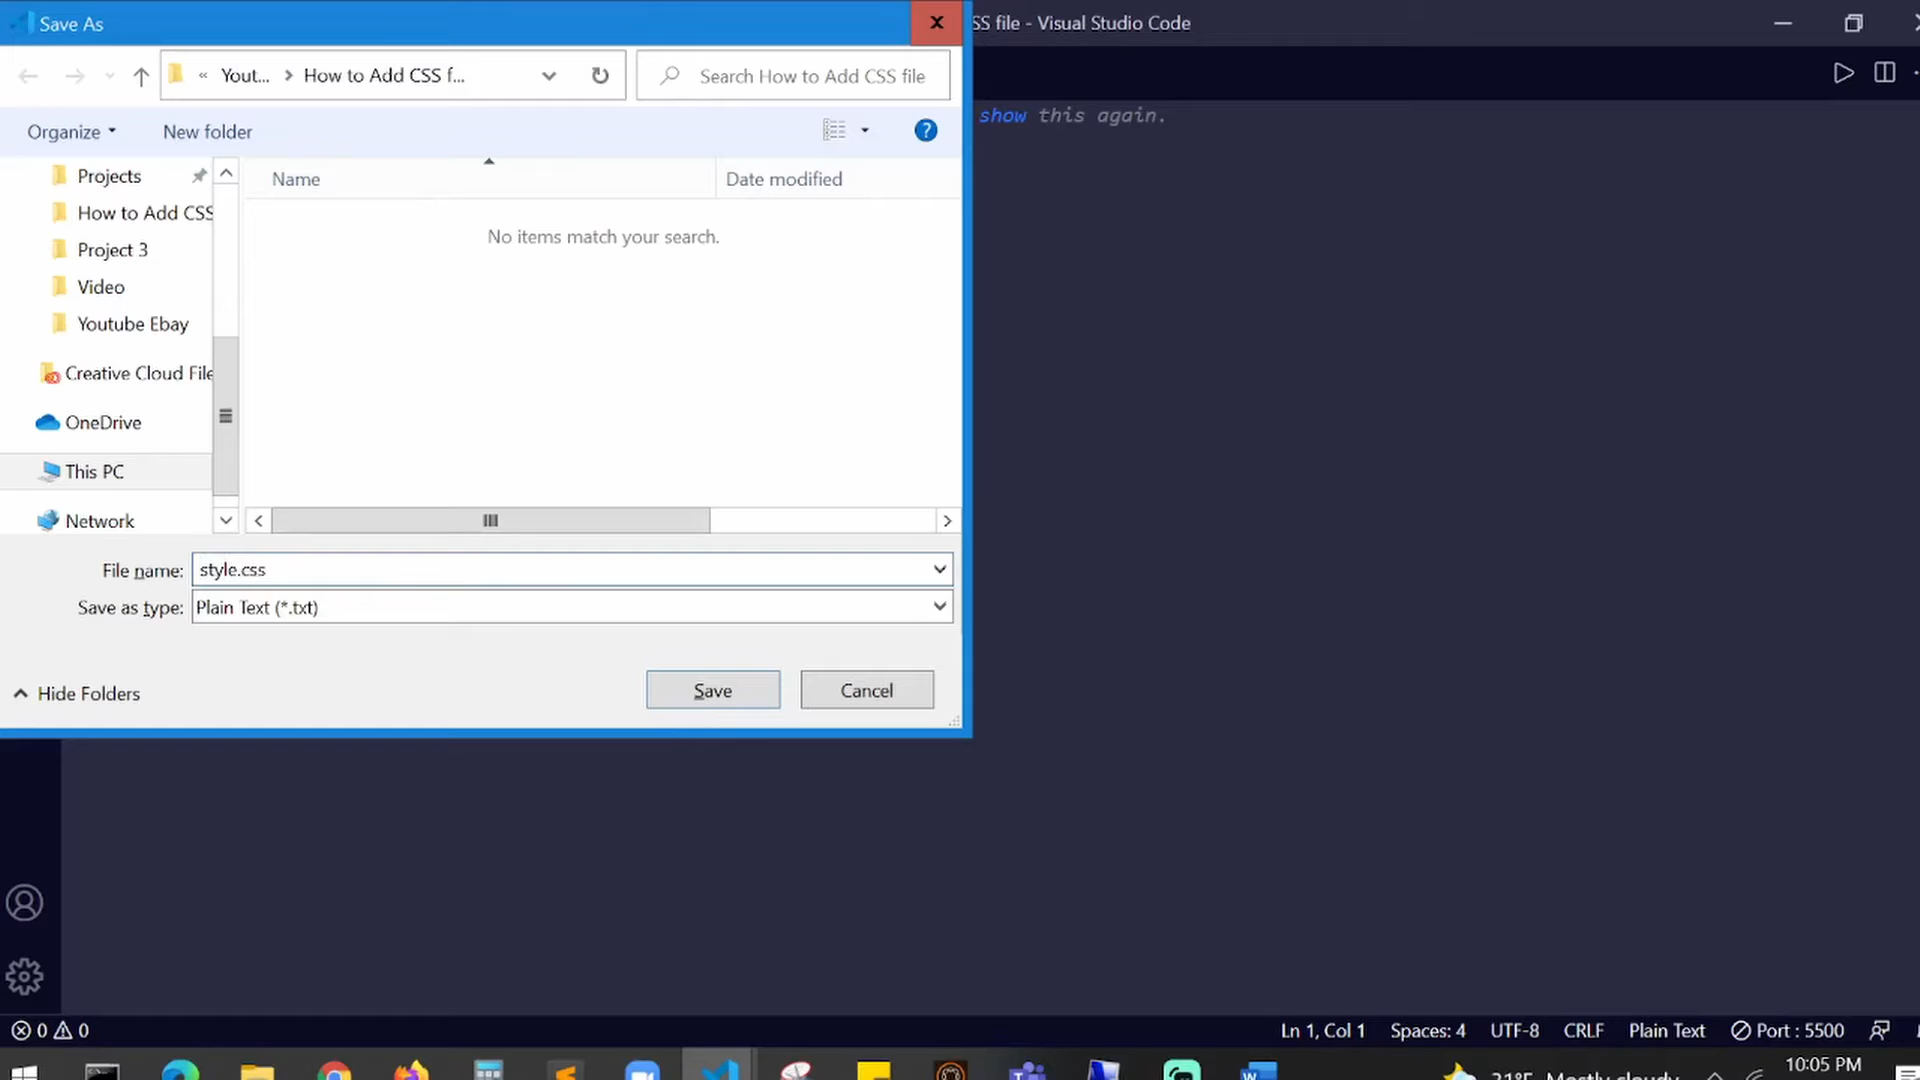 Save As
SS file - Visual Studio Code
« Yout... > How to Add CSS f...
Search How to Add CSS file
show this again.
Organize
New folder
?
Projects
How to Add CSS
Project 3
Video
Youtube Ebay
Creative Cloud File
OneDrive
This PC
Network
Name
Date modified
No items match your search.
File name: style.css
Save as type: Plain Text (*.txt)
Hide Folders
Save
Cancel
0 0
Ln 1, Col 1
Spaces: 4
UTF-8
CRLF
Plain Text
Port : 5500
31°F Mostly cloudy
10:05 PM